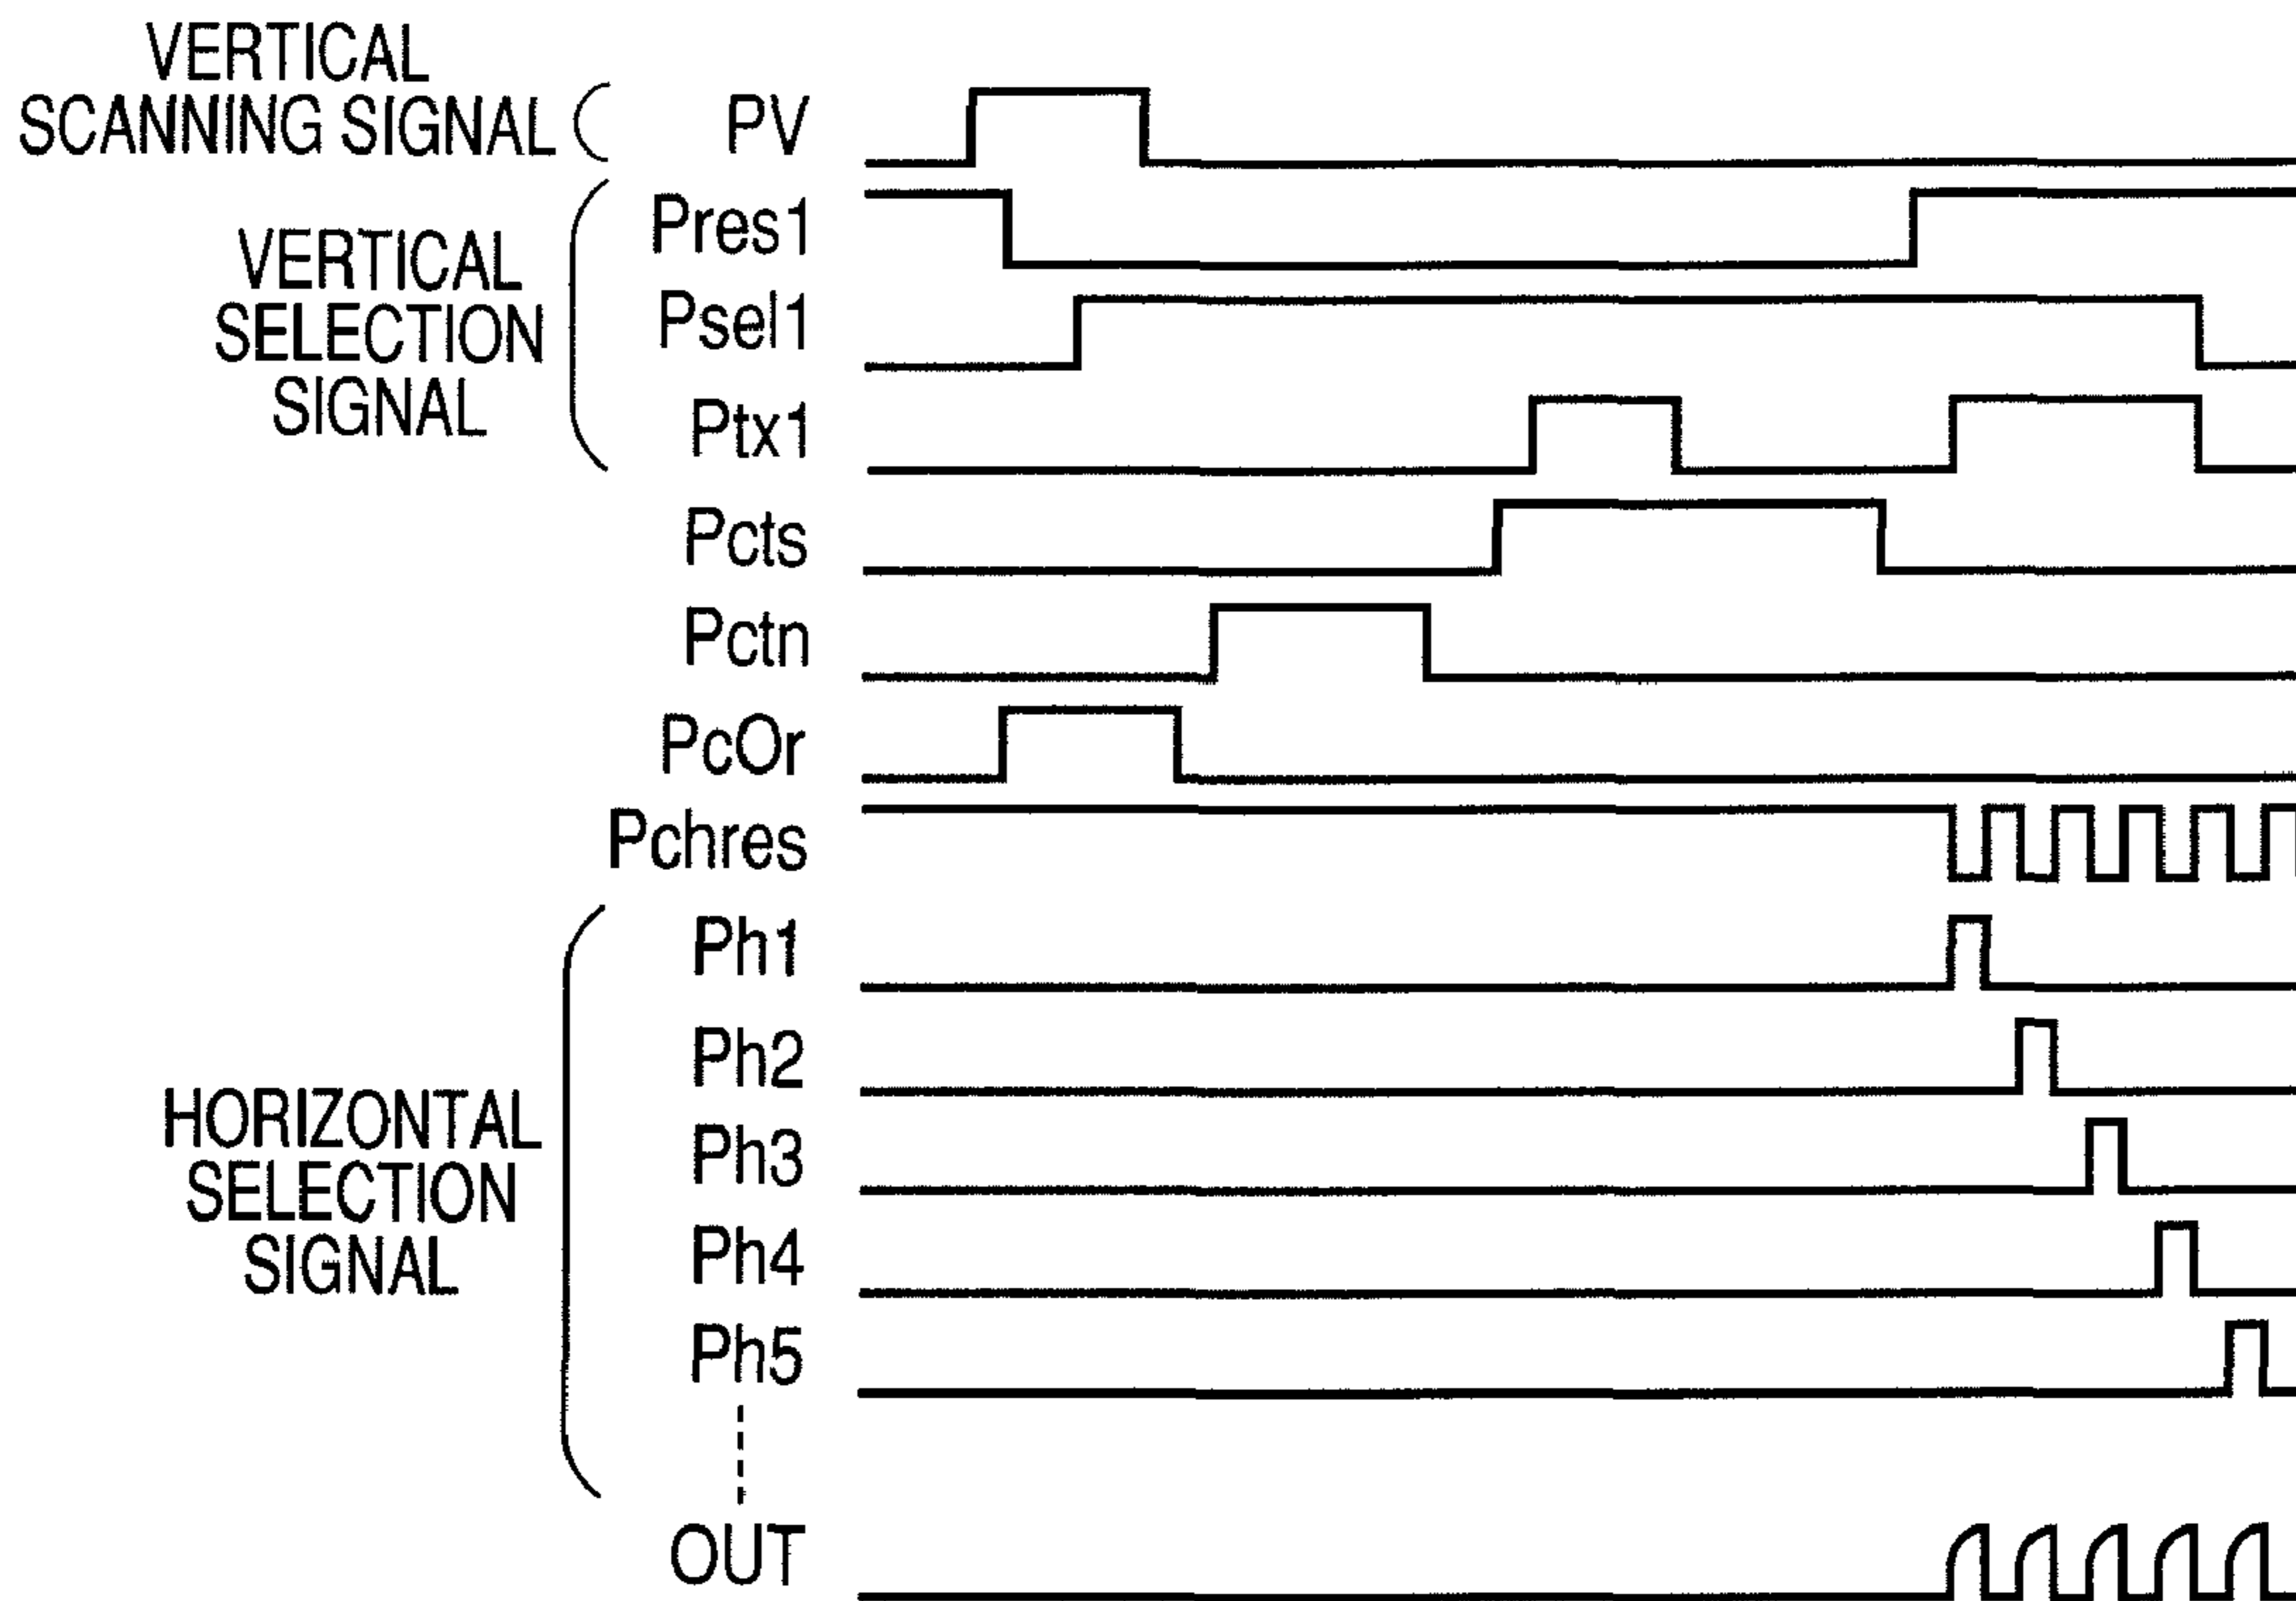 VERTICAL
SCANNING SIGNAL
PV
VERTICAL
SELECTION
SIGNAL
Pres1
Psel1
Ptx1
Pcts
Pctn
PcOr
Pchres
HORIZONTAL
SELECTION
SIGNAL
Ph1
Ph2
Ph3
Ph4
Ph5
OUT